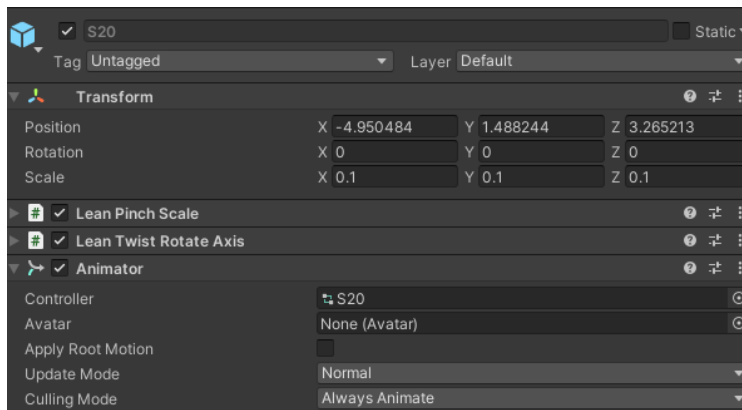 S20 Static
Tag Untagged Layer Default
Transform
Position X -4.950484 Y 1.488244 Z 3.265213
Rotation X 0 Y 0 Z 0
Scale X 0.1 Y 0.1 Z 0.1
# Lean Pinch Scale
# Lean Twist Rotate Axis
Animator
Controller S20
Avatar None (Avatar)
Apply Root Motion
Update Mode Normal
Culling Mode Always Animate